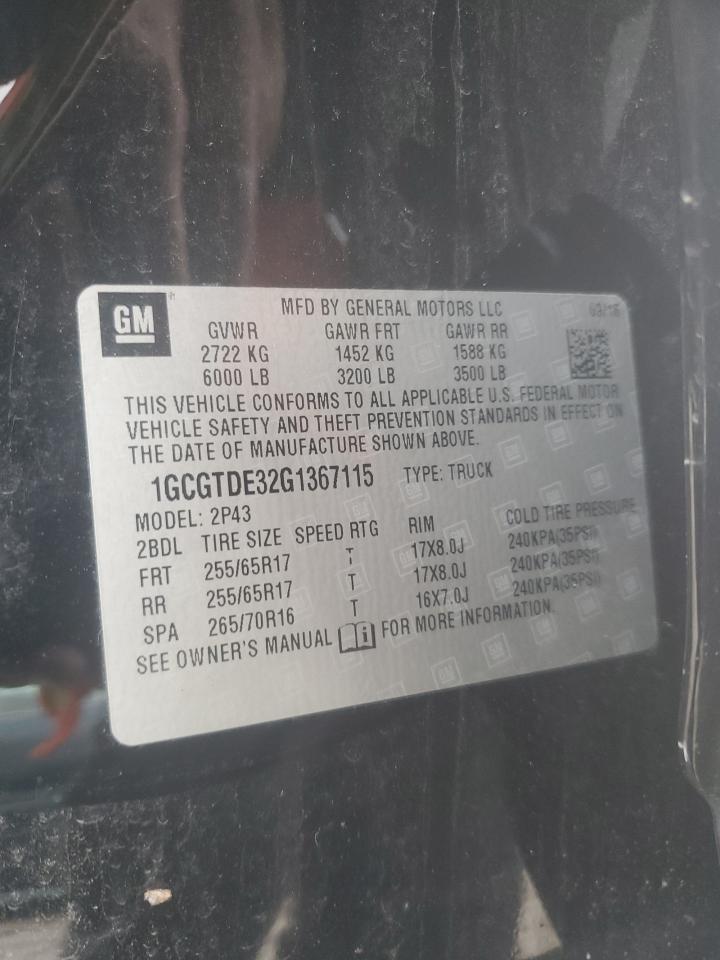 GM
MFD BY GENERAL MOTORS LLC 03/16
GVWR GAWR FRT GAWR RR
2722 KG 1452 KG 1588 KG
6000 LB 3200 LB 3500 LB
THIS VEHICLE CONFORMS TO ALL APPLICABLE U.S. FEDERAL MOTOR
VEHICLE SAFETY AND THEFT PREVENTION STANDARDS IN EFFECT ON
THE DATE OF MANUFACTURE SHOWN ABOVE.
1GCGTDE32G1367115 TYPE: TRUCK
MODEL: 2P43
2BDL TIRE SIZE SPEED RTG RIM COLD TIRE PRESSURE
FRT 255/65R17 T 17X8.0J 240KPA(35PSI)
RR 255/65R17 T 17X8.0J 240KPA(35PSI)
SPA 265/70R16 T 16X7.0J 240KPA(35PSI)
SEE OWNER'S MANUAL FOR MORE INFORMATION.